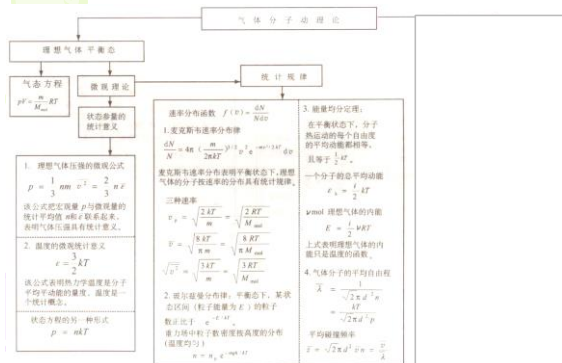 气体分子动理论
理想气体平衡态
气态方程
pV = m/M_mol RT
微观理论
统计规律
状态参量的
统计意义
1. 理想气体压强的微观公式
p = 1/3 nm v̄² = 2/3 n ε̄
该公式把宏观量 p 与微观量的
统计平均值 n和ε̄ 联系起来,
表明气体压强具有统计意义。
2. 温度的微观统计意义
ε̄ = 3/2 kT
该公式表明热力学温度是分子
平均平动能的量度,温度是一
个统计概念。
状态方程的另一种形式
p = nkT
速率分布函数 f(v) = dN/Ndv
1.麦克斯韦速率分布律
dN/N = 4π (m/2πkT)^3/2 v² e^-mv²/2kT dv
麦克斯韦速率分布表明平衡状态下,理想
气体的分子按速率的分布具有统计规律。
三种速率
v_p = √(2kT/m) = √(2RT/M_mol)
v̄ = √(8kT/πm) = √(8RT/πM_mol)
√v̄² = √(3kT/m) = √(3RT/M_mol)
2. 玻尔兹曼分布律:平衡态下,某状
态区间(粒子能量为E)的粒子
数正比于 e^-E/kT
重力场中粒子数密度按高度的分布
(温度均匀)
n = n₀ e^-mgh/kT
3. 能量均分定理:
在平衡状态下,分子
热运动的每个自由度
的平均动能都相等,
且等于 1/2 kT。
一个分子的总平均动能
ε̄_k = i/2 kT
νmol 理想气体的内能
E = i/2 νRT
上式表明理想气体的内
能只是温度的函数。
4. 气体分子的平均自由程
λ̄ = 1/√2πd²n
= kT/√2πd²p
平均碰撞频率
z̄ = √2πd² v̄n = v̄/λ̄